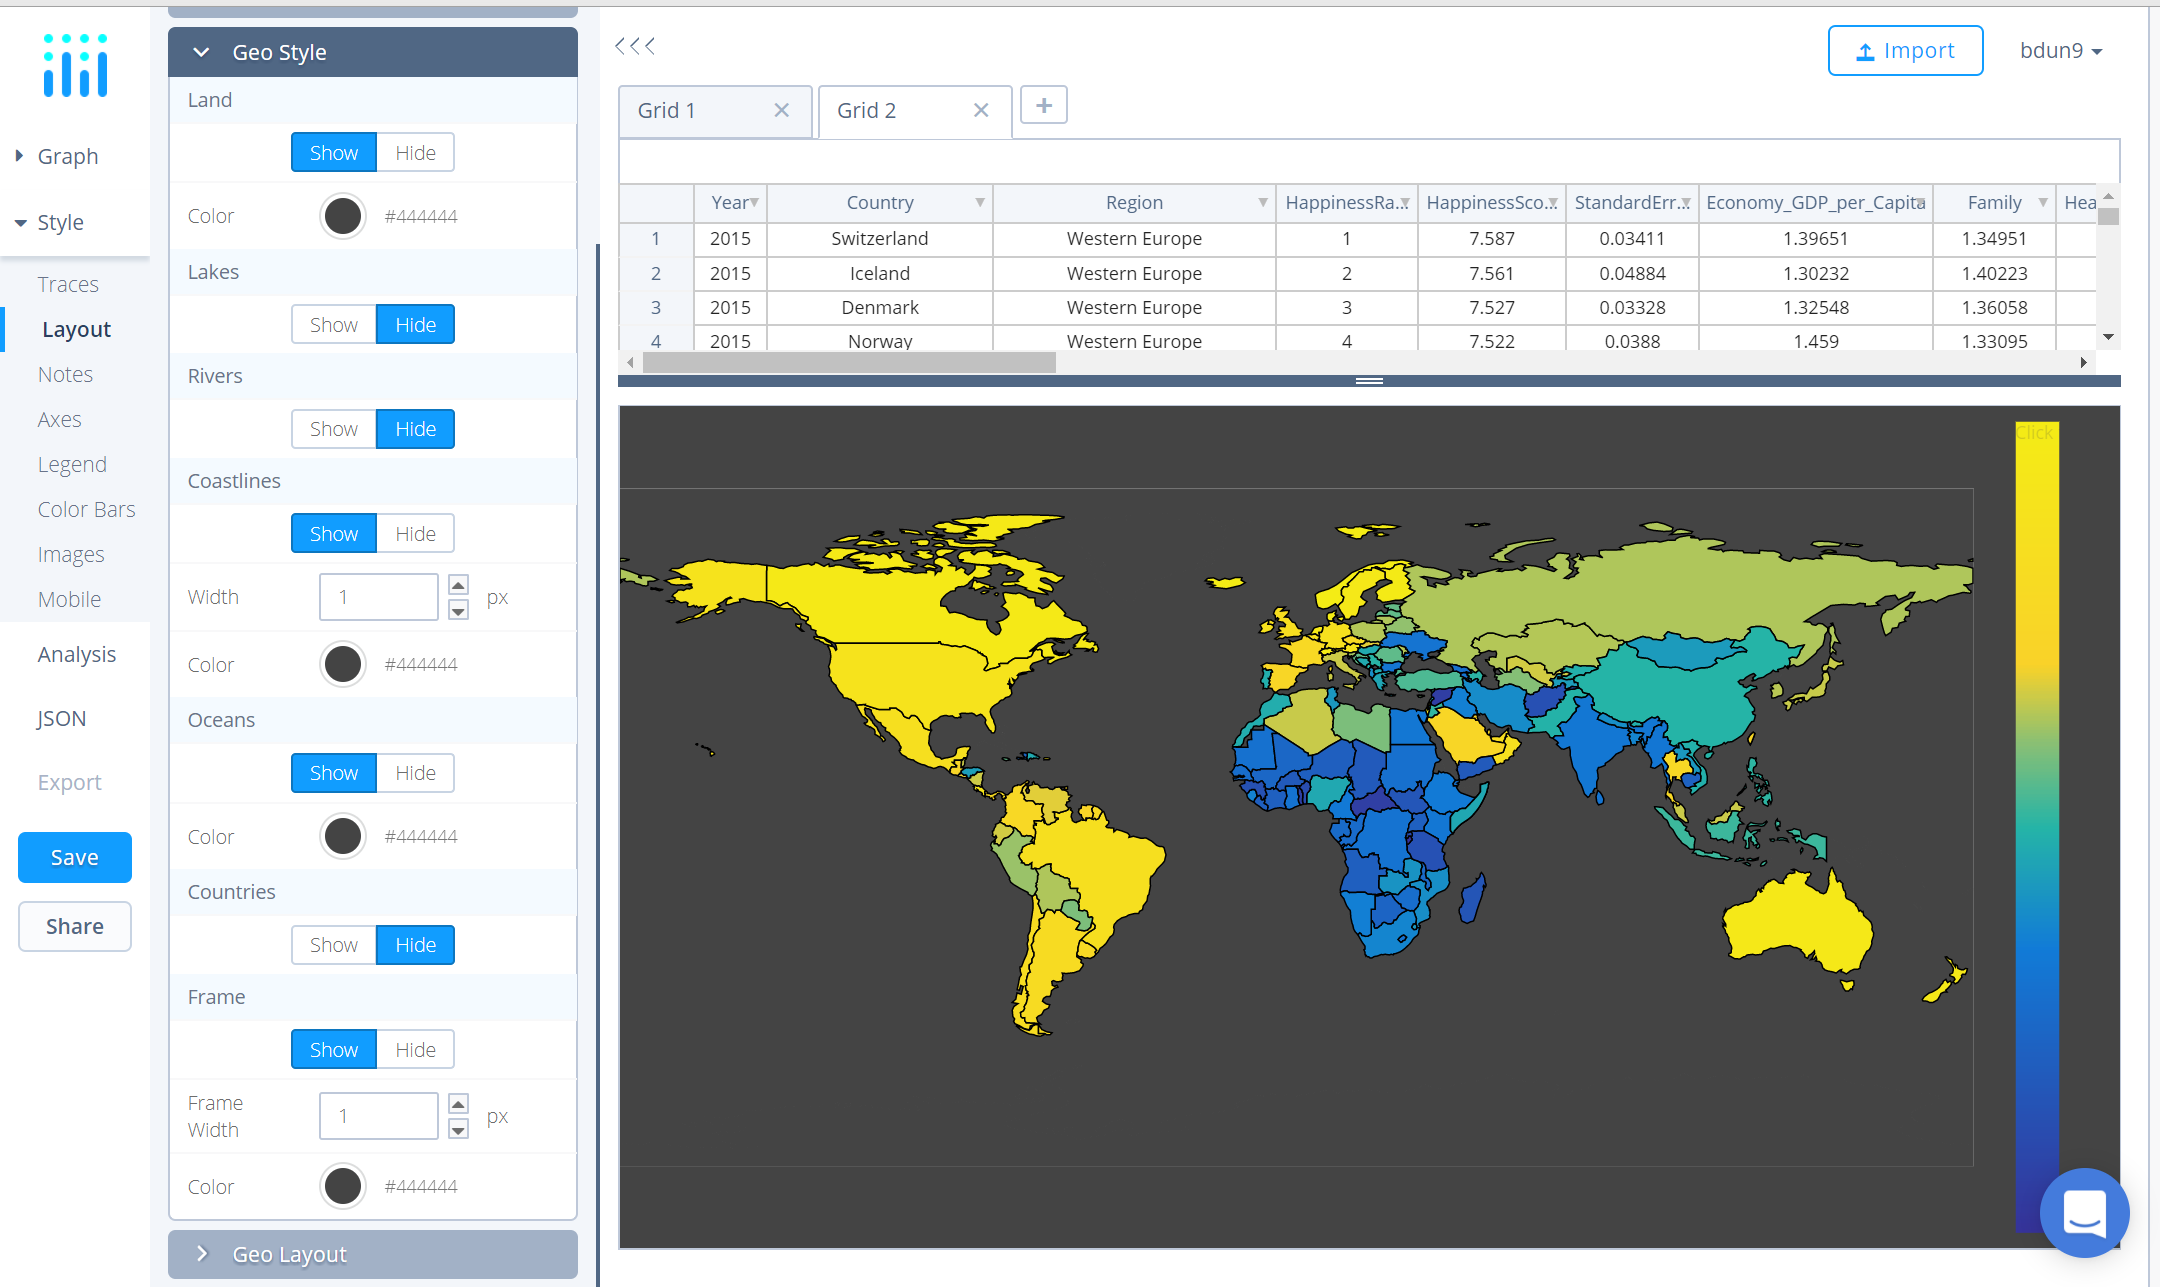 Graph
Style
Traces
Layout
Notes
Axes
Legend
Color Bars
Images
Mobile
Analysis
JSON
Export
Save
Share
Geo Style
Land
Show Hide
Color #444444
Lakes
Show Hide
Rivers
Show Hide
Coastlines
Show Hide
Width 1 px
Color #444444
Oceans
Show Hide
Color #444444
Countries
Show Hide
Frame
Show Hide
Frame
Width 1 px
Color #444444
Geo Layout
Import bdun9
Grid 1 Grid 2 +
Year Country Region HappinessRa... HappinessSco... StandardErr... Economy_GDP_per_Capita Family Hea
1 2015 Switzerland Western Europe 1 7.587 0.03411 1.39651 1.34951
2 2015 Iceland Western Europe 2 7.561 0.04884 1.30232 1.40223
3 2015 Denmark Western Europe 3 7.527 0.03328 1.32548 1.36058
4 2015 Norway Western Europe 4 7.522 0.0388 1.459 1.33095
Click